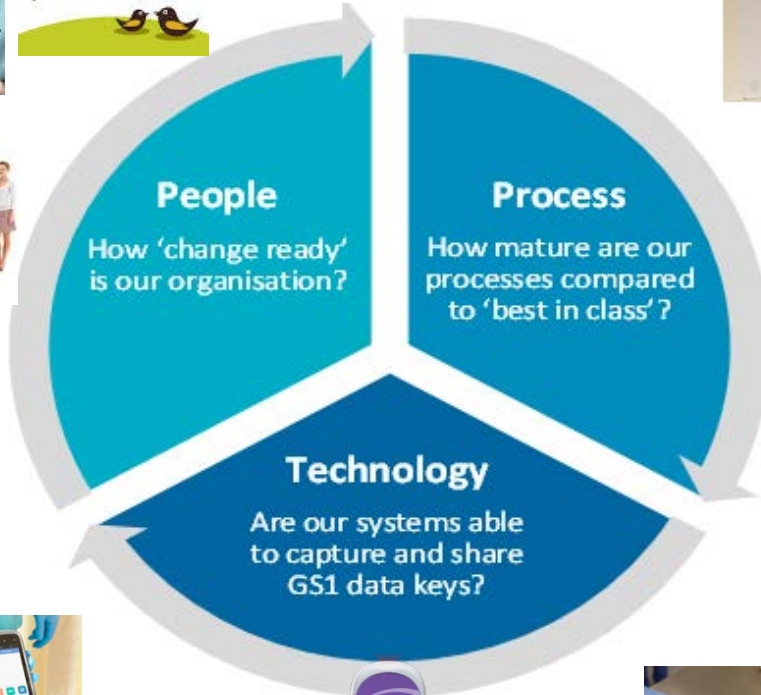 People
How ‘change ready’
is our organisation?
Process
How mature are our
processes compared
to ‘best in class’?
Technology
Are our systems able
to capture and share
GS1 data keys?